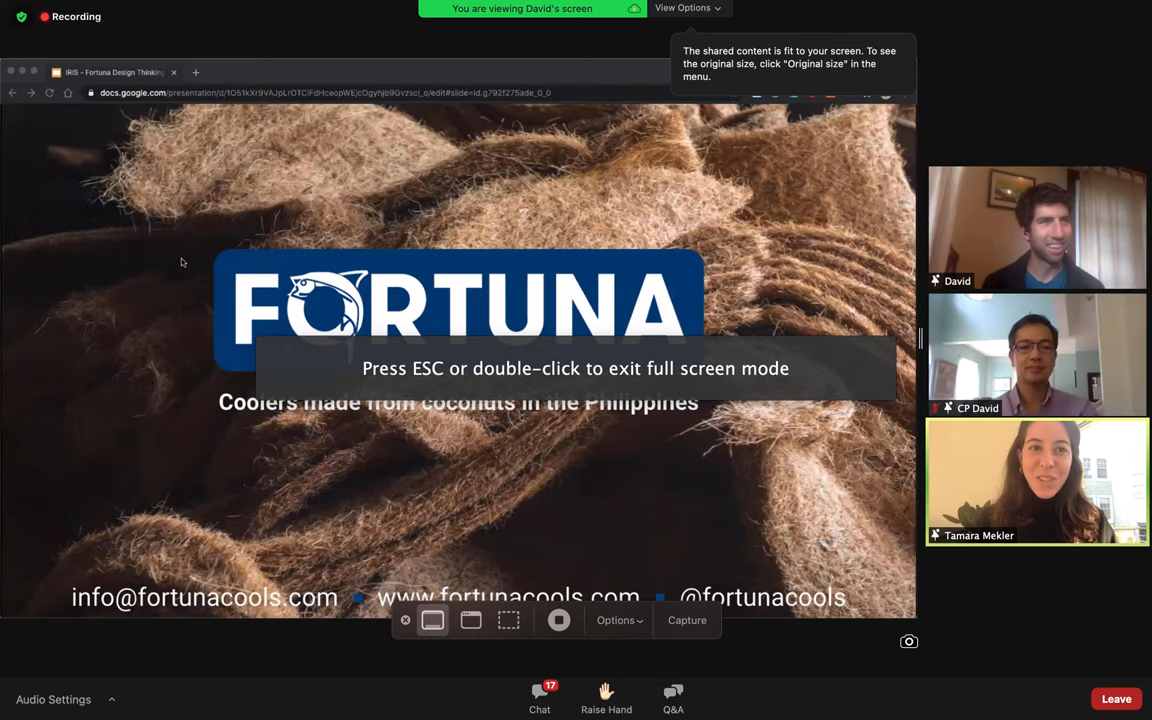 Recording
You are viewing David's screen
View Options
The shared content is fit to your screen. To see
the original size, click "Original size" in the
menu.
IRIS - Fortuna Design Thinking
FORTUNA
Press ESC or double-click to exit full screen mode
Coolers made from coconuts in the Philippines
info@fortunacools.com • www.fortunacools.com • @fortunacools
David
CP David
Tamara Mekler
Options
Capture
Audio Settings
17
Chat
Raise Hand
Q&A
Leave